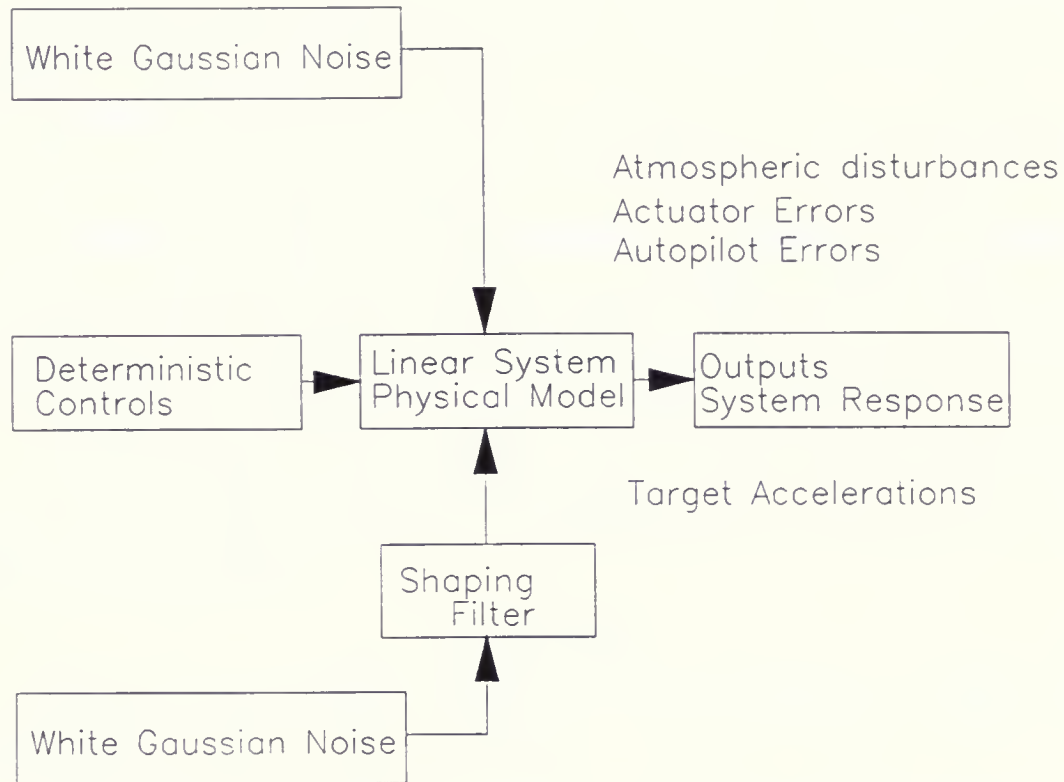 White Gaussian Noise
Atmospheric disturbances
Actuator Errors
Autopilot Errors
Deterministic
Controls
Linear System
Physical Model
Outputs
System Response
Target Accelerations
Shaping
Filter
White Gaussian Noise